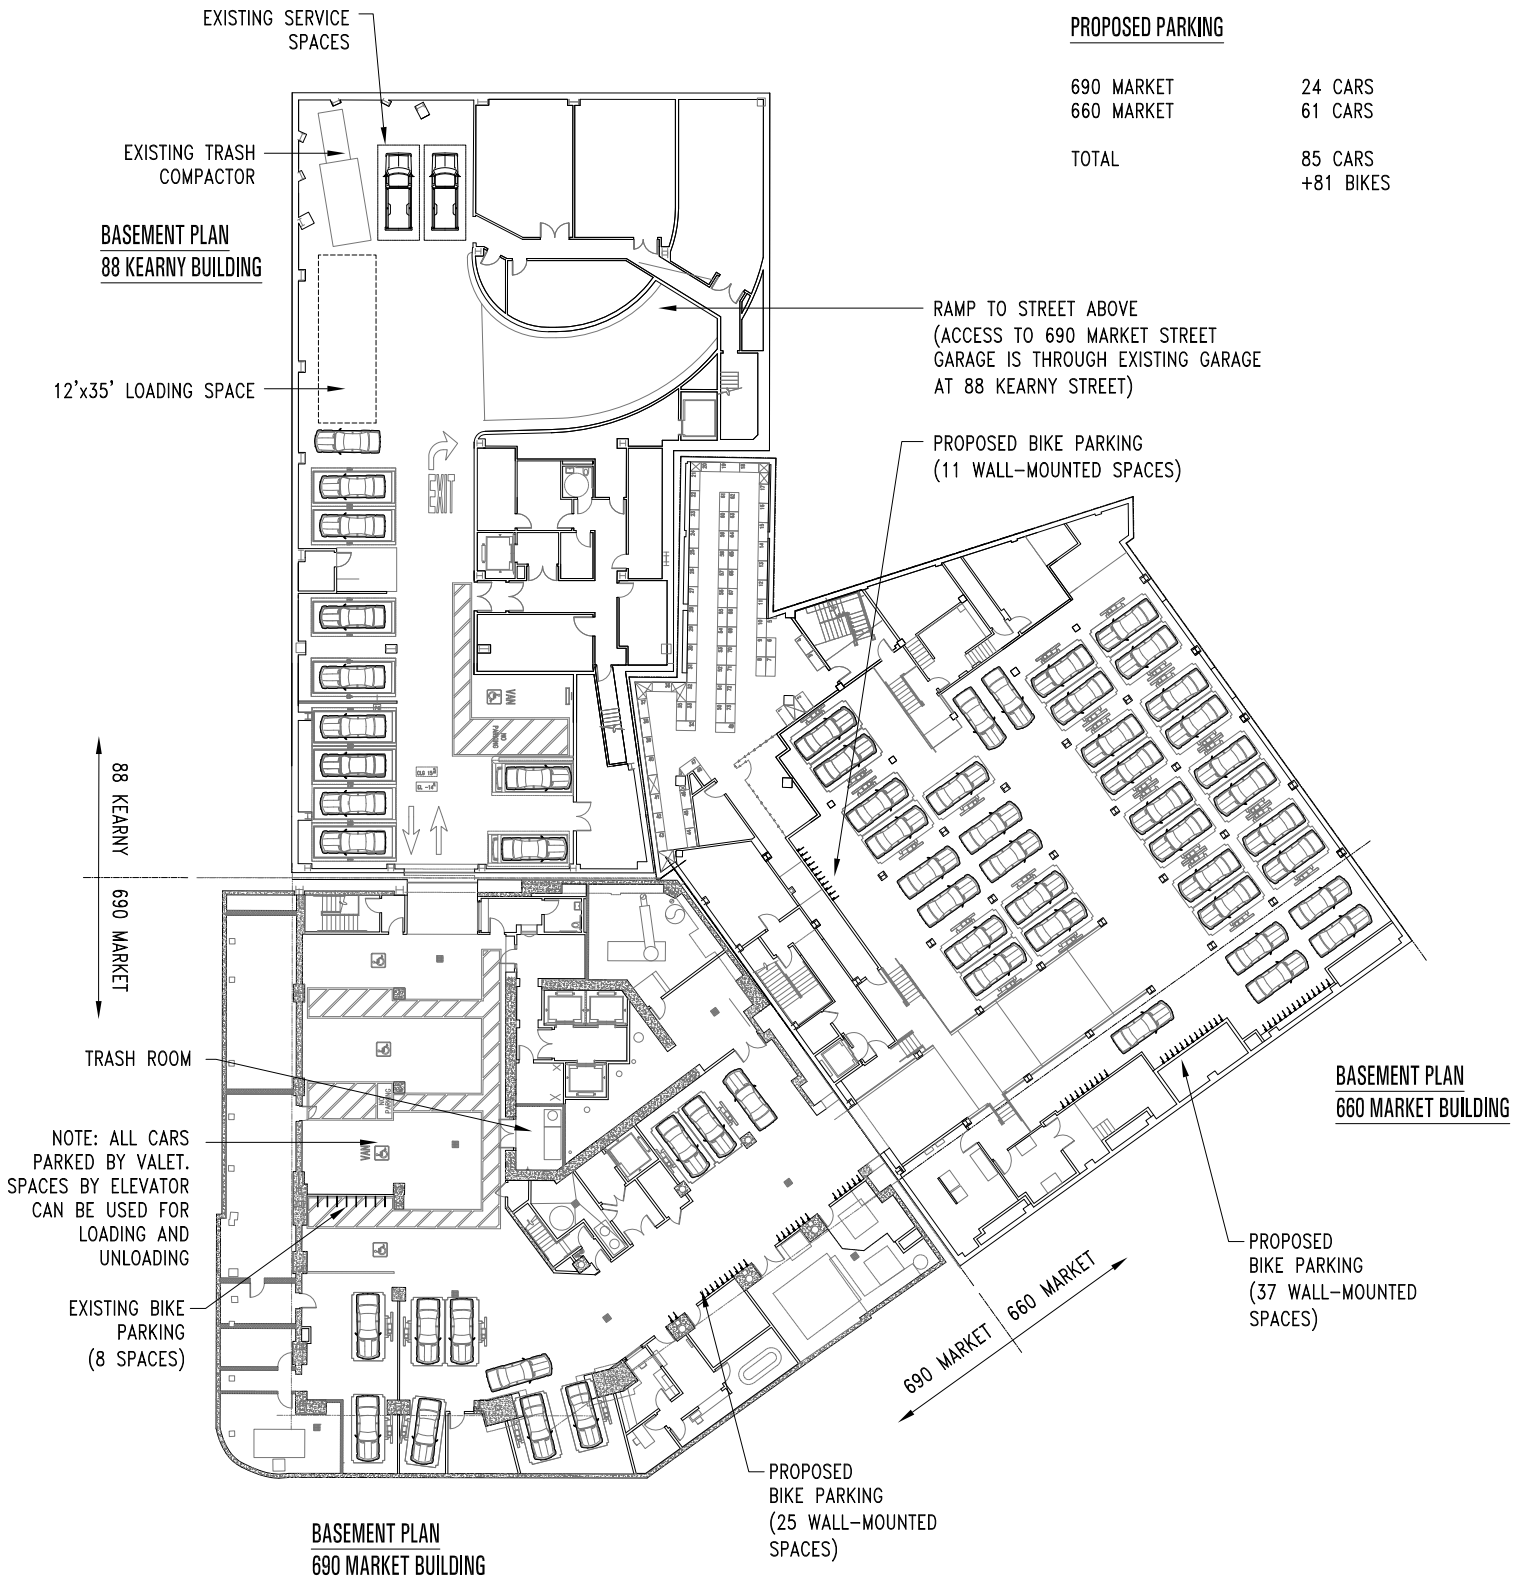 EXISTING SERVICE
SPACES
PROPOSED PARKING
690 MARKET 24 CARS
660 MARKET 61 CARS
TOTAL 85 CARS
+81 BIKES
EXISTING TRASH
COMPACTOR
BASEMENT PLAN
88 KEARNY BUILDING
RAMP TO STREET ABOVE
(ACCESS TO 690 MARKET STREET
GARAGE IS THROUGH EXISTING GARAGE
AT 88 KEARNY STREET)
12'x35' LOADING SPACE
PROPOSED BIKE PARKING
(11 WALL-MOUNTED SPACES)
EXIT
VAN
NO
PARKING
88 KEARNY
690 MARKET
TRASH ROOM
NO
PARKING
NOTE: ALL CARS
PARKED BY VALET.
SPACES BY ELEVATOR
CAN BE USED FOR
LOADING AND
UNLOADING
VAN
EXISTING BIKE
PARKING
(8 SPACES)
BASEMENT PLAN
660 MARKET BUILDING
PROPOSED
BIKE PARKING
(37 WALL-MOUNTED
SPACES)
690 MARKET
660 MARKET
PROPOSED
BIKE PARKING
(25 WALL-MOUNTED
SPACES)
BASEMENT PLAN
690 MARKET BUILDING